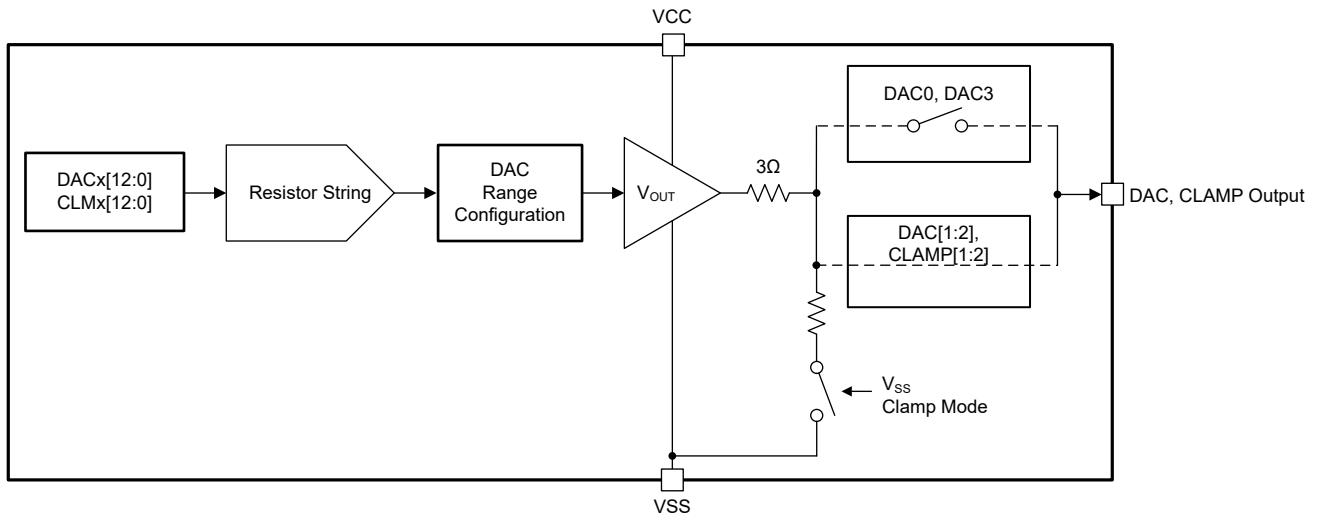 VCC
DACx[12:0]
CLMx[12:0]
Resistor String
DAC
Range
Configuration
VOUT
3Ω
DAC0, DAC3
DAC[1:2],
CLAMP[1:2]
DAC, CLAMP Output
VSS
Clamp Mode
VSS